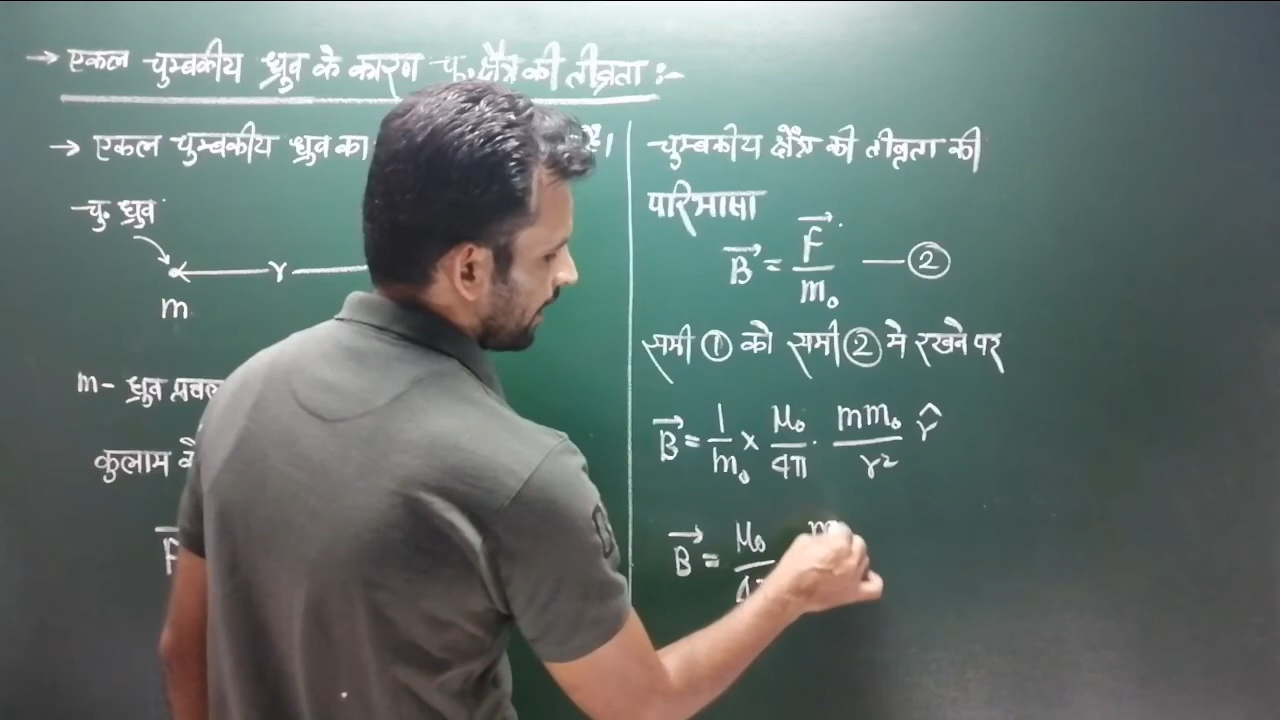 → एकल चुम्बकीय ध्रुव के कारण चु. क्षेत्र की तीव्रता :-
→ एकल चुम्बकीय ध्रुव का है।
चु. ध्रुव
r
m
m - ध्रुव प्रबल
कुलाम के
F
चुम्बकीय क्षेत्र की तीव्रता की
परिभाषा
B⃗ = F⃗ / m₀ — ②
समी ① को समी ② मे रखने पर
B⃗ = 1/m₀ × μ₀/4π · mm₀/r² r̂
B⃗ = μ₀/4π m